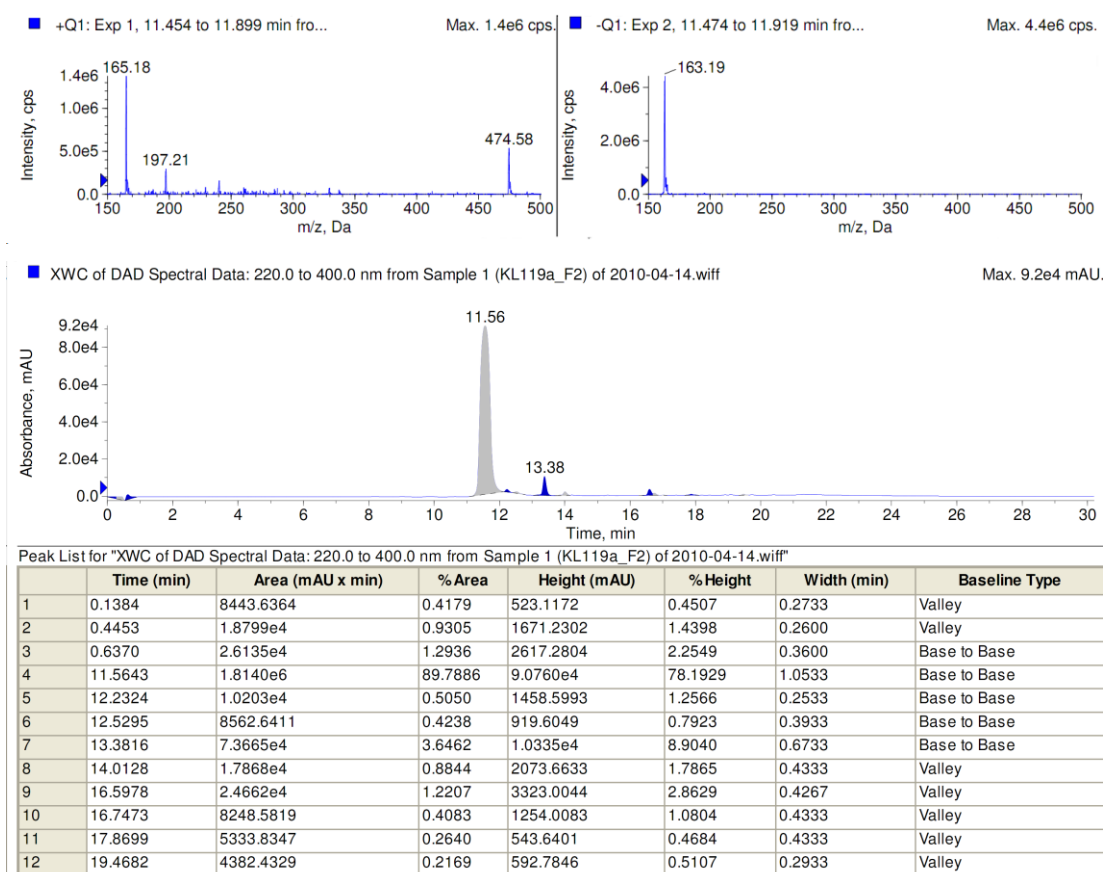 +Q1: Exp 1, 11.454 to 11.899 min fro... Max. 1.4e6 cps.
-Q1: Exp 2, 11.474 to 11.919 min fro... Max. 4.4e6 cps.
Intensity, cps
1.4e6
1.0e6
5.0e5
0.0
165.18
197.21
474.58
150 200 250 300 350 400 450 500
m/z, Da
Intensity, cps
4.0e6
2.0e6
0.0
163.19
150 200 250 300 350 400 450 500
m/z, Da
XWC of DAD Spectral Data: 220.0 to 400.0 nm from Sample 1 (KL119a_F2) of 2010-04-14.wiff Max. 9.2e4 mAU.
Absorbance, mAU
9.2e4
8.0e4
6.0e4
4.0e4
2.0e4
0.0
11.56
13.38
0 2 4 6 8 10 12 14 16 18 20 22 24 26 28 30
Time, min
Peak List for "XWC of DAD Spectral Data: 220.0 to 400.0 nm from Sample 1 (KL119a_F2) of 2010-04-14.wiff"
Time (min) Area (mAU x min) % Area Height (mAU) % Height Width (min) Baseline Type
1 0.1384 8443.6364 0.4179 523.1172 0.4507 0.2733 Valley
2 0.4453 1.8799e4 0.9305 1671.2302 1.4398 0.2600 Valley
3 0.6370 2.6135e4 1.2936 2617.2804 2.2549 0.3600 Base to Base
4 11.5643 1.8140e6 89.7886 9.0760e4 78.1929 1.0533 Base to Base
5 12.2324 1.0203e4 0.5050 1458.5993 1.2566 0.2533 Base to Base
6 12.5295 8562.6411 0.4238 919.6049 0.7923 0.3933 Base to Base
7 13.3816 7.3665e4 3.6462 1.0335e4 8.9040 0.6733 Base to Base
8 14.0128 1.7868e4 0.8844 2073.6633 1.7865 0.4333 Valley
9 16.5978 2.4662e4 1.2207 3323.0044 2.8629 0.4267 Valley
10 16.7473 8248.5819 0.4083 1254.0083 1.0804 0.4333 Valley
11 17.8699 5333.8347 0.2640 543.6401 0.4684 0.4333 Valley
12 19.4682 4382.4329 0.2169 592.7846 0.5107 0.2933 Valley